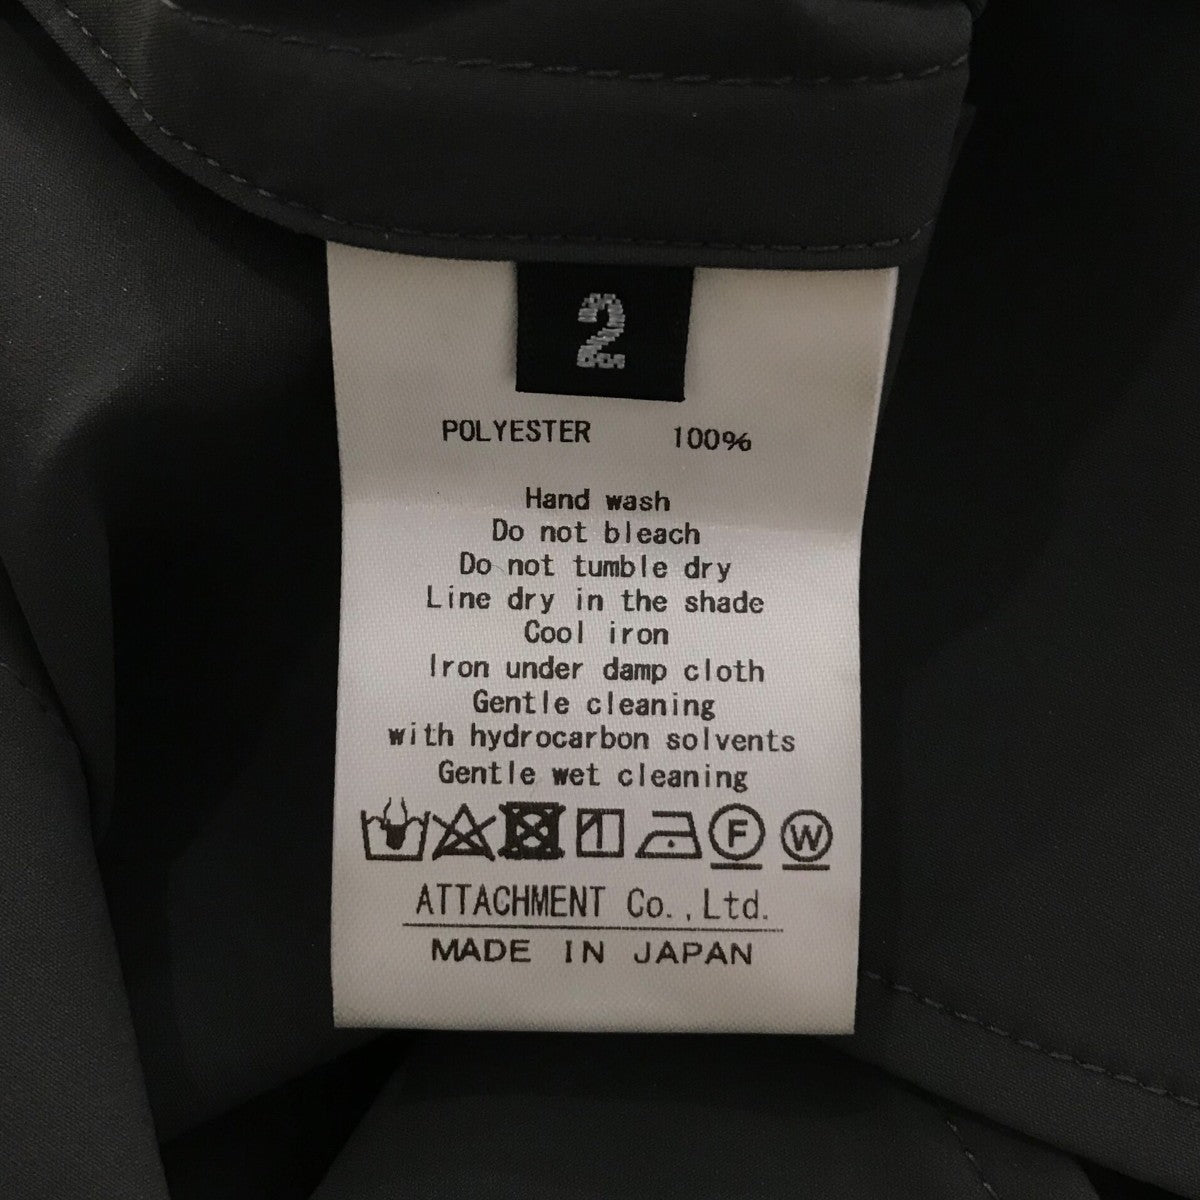 2
POLYESTER 100%
Hand wash
Do not bleach
Do not tumble dry
Line dry in the shade
Cool iron
Iron under damp cloth
Gentle cleaning
with hydrocarbon solvents
Gentle wet cleaning
F W
ATTACHMENT Co.,Ltd.
MADE IN JAPAN